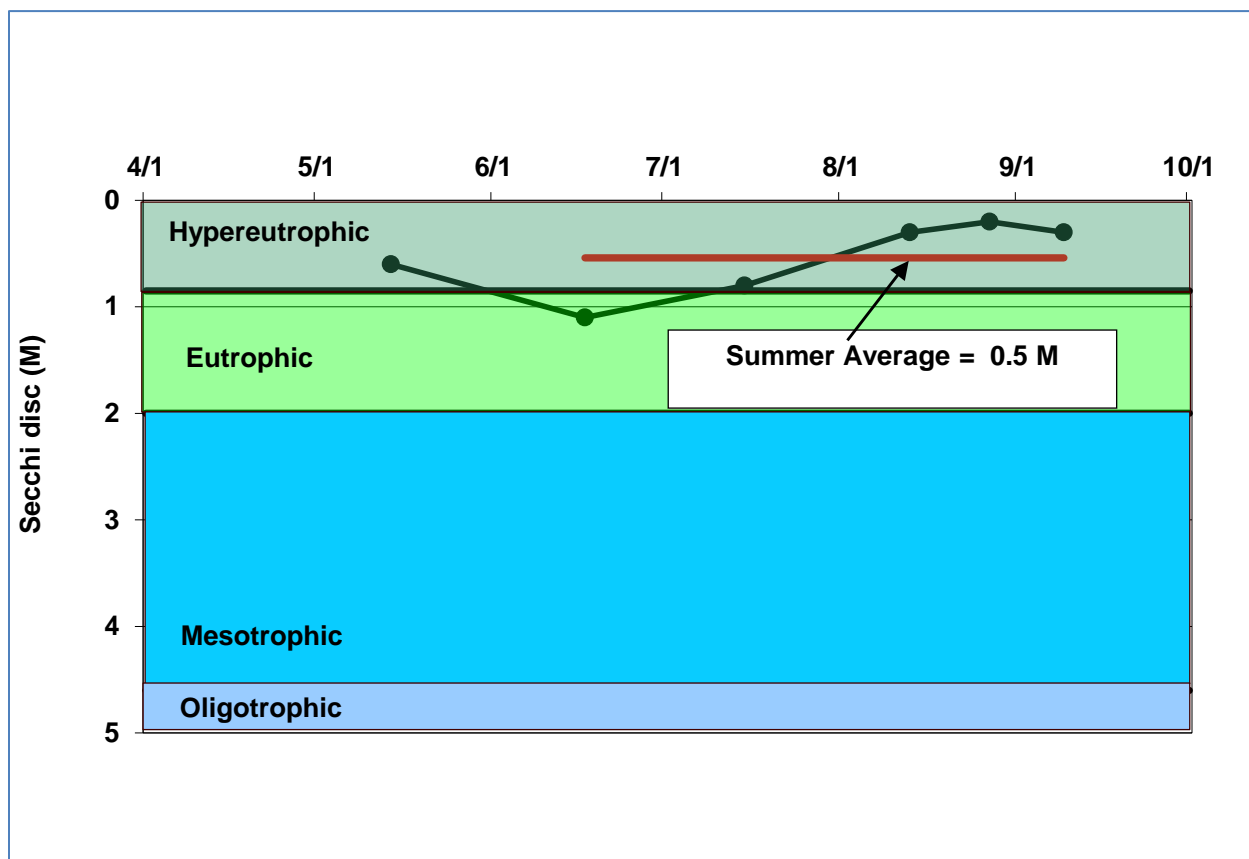 4/1 5/1 6/1 7/1 8/1 9/1 10/1
0
Hypereutrophic
1
Summer Average = 0.5 M
Eutrophic
2
Secchi disc (M)
3
4
Mesotrophic
Oligotrophic
5